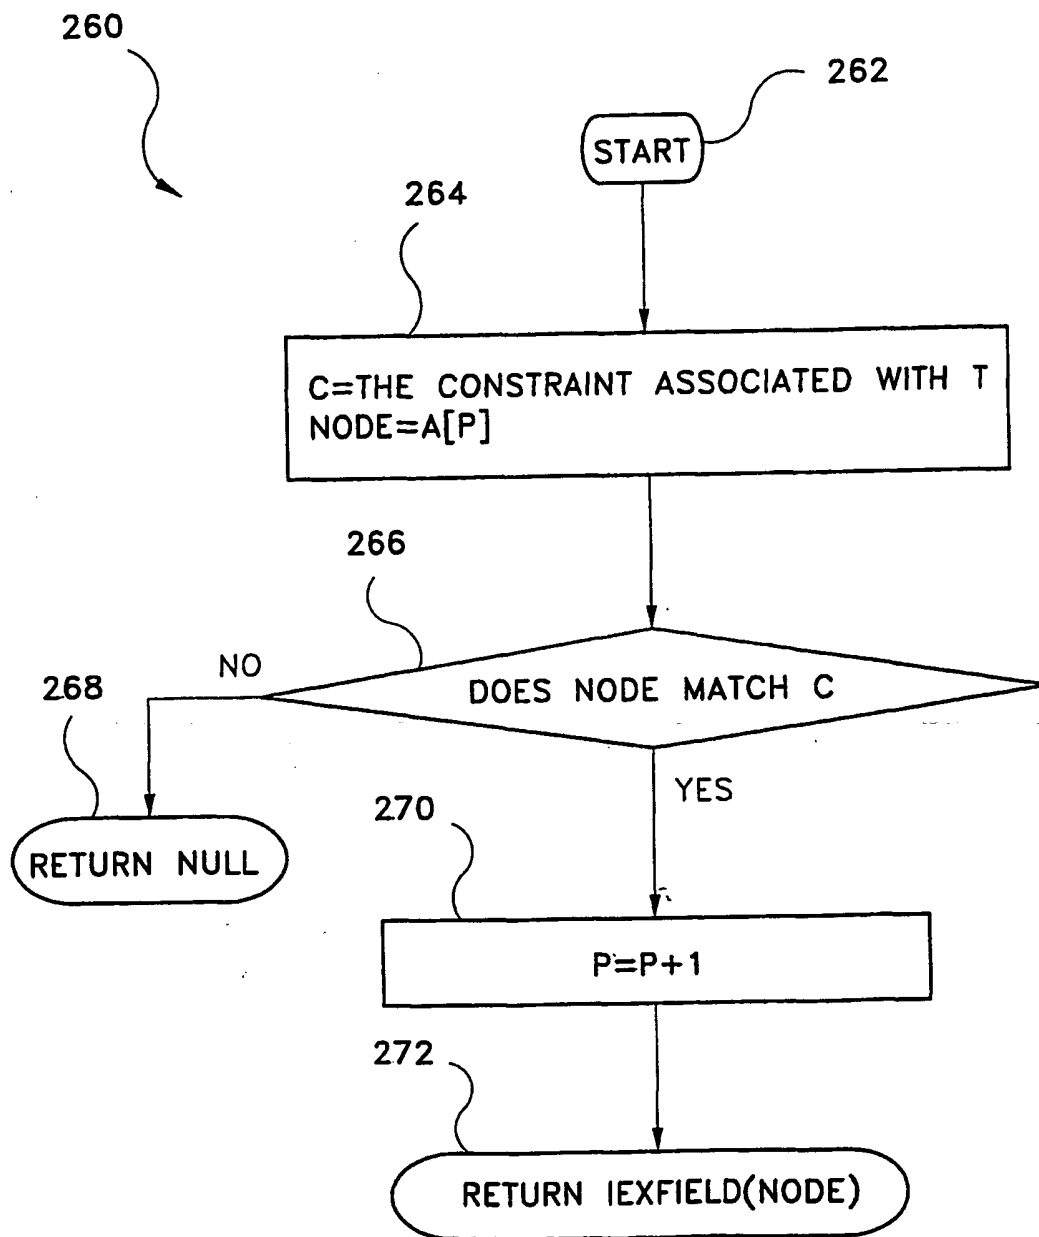 260
262
START
264
C=THE CONSTRAINT ASSOCIATED WITH T
NODE=A[P]
266
NO
268
DOES NODE MATCH C
YES
270
RETURN NULL
P=P+1
272
RETURN IEXFIELD(NODE)